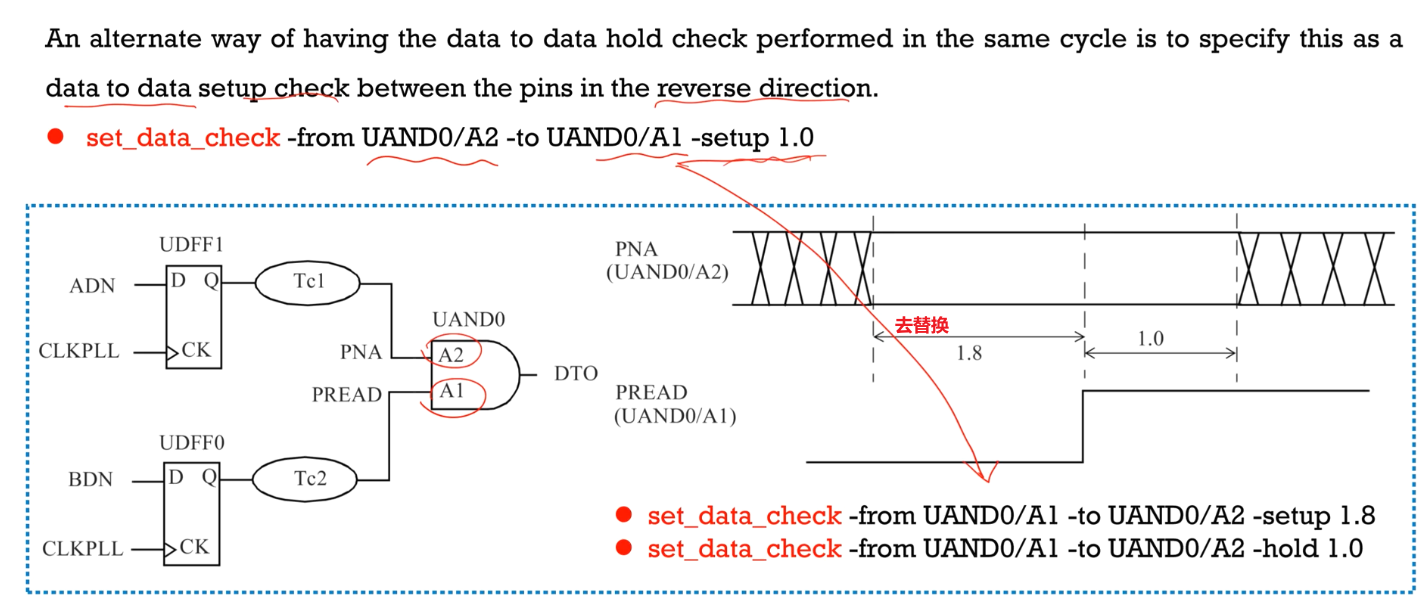 An alternate way of having the data to data hold check performed in the same cycle is to specify this as a
data to data setup check between the pins in the reverse direction.
● set_data_check -from UAND0/A2 -to UAND0/A1 -setup 1.0
UDFF1
ADN
D Q
Tc1
CLKPLL
CK
UAND0
PNA
A2
DTO
PREAD
A1
UDFF0
BDN
D Q
Tc2
CLKPLL
CK
PNA
(UAND0/A2)
去替换
1.8
1.0
PREAD
(UAND0/A1)
● set_data_check -from UAND0/A1 -to UAND0/A2 -setup 1.8
● set_data_check -from UAND0/A1 -to UAND0/A2 -hold 1.0